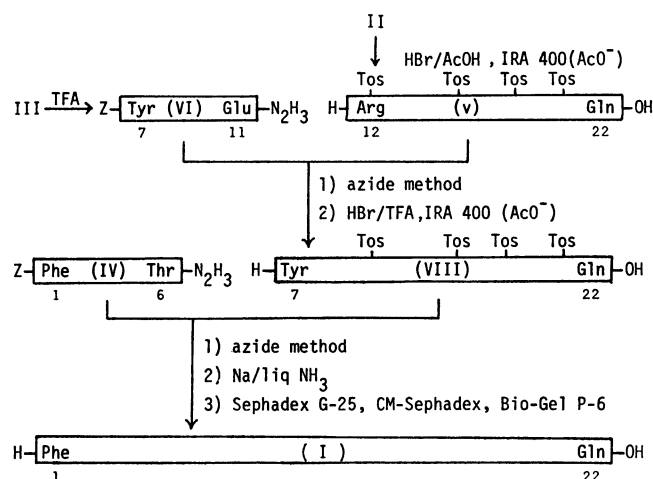 II
HBr/AcOH , IRA 400(AcO⁻)
Tos Tos Tos Tos
III TFA Z- Tyr (VI) Glu -N₂H₃ H- Arg (v) Gln -OH
7 11 12 22
1) azide method
2) HBr/TFA,IRA 400 (AcO⁻)
Tos Tos Tos Tos
Z- Phe (IV) Thr -N₂H₃ H- Tyr (VIII) Gln -OH
1 6 7 22
1) azide method
2) Na/liq NH₃
3) Sephadex G-25, CM-Sephadex, Bio-Gel P-6
H- Phe ( I ) Gln -OH
1 22